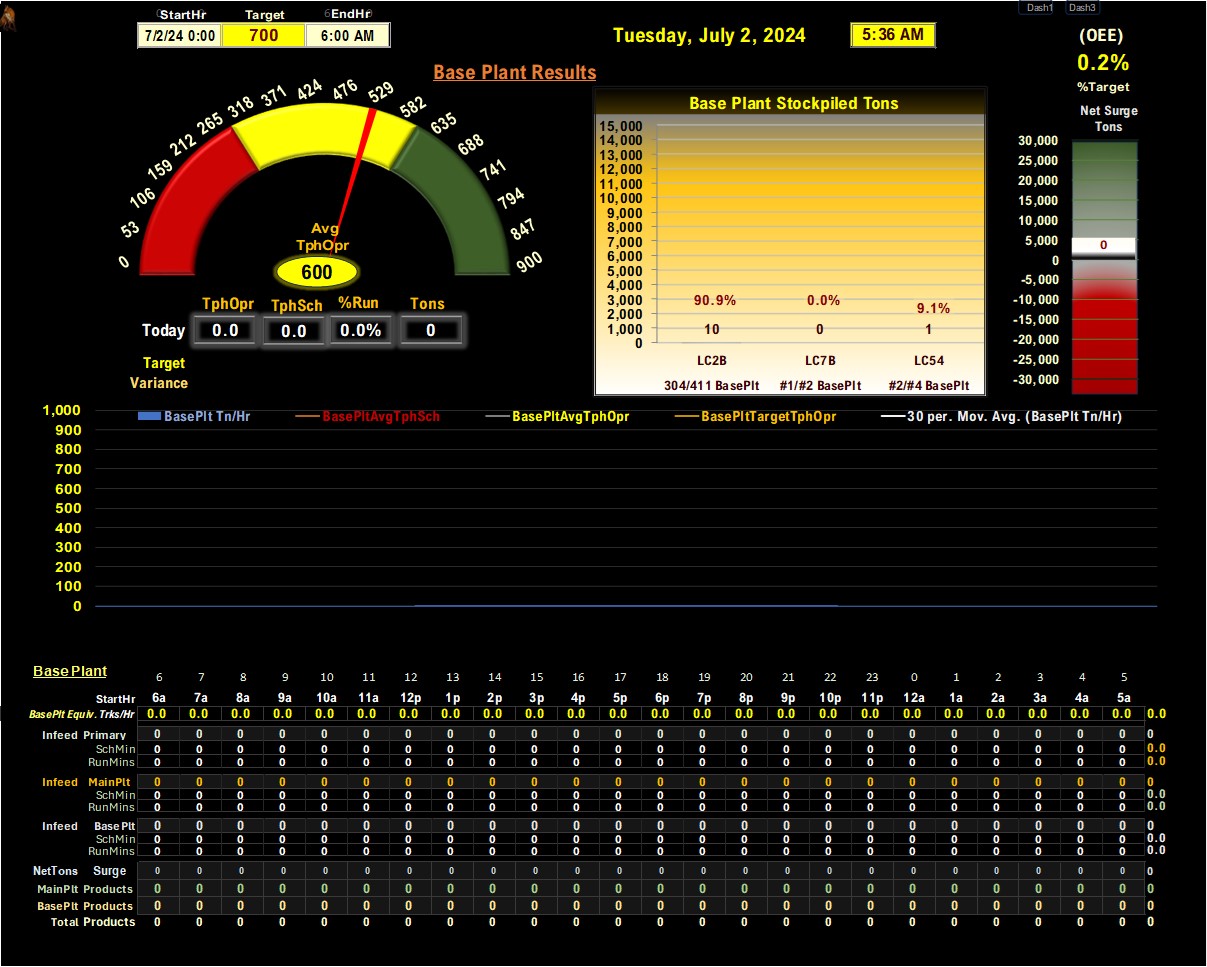 StartHr Target EndHr Dash1 Dash3
7/2/24 0:00 700 6:00 AM Tuesday, July 2, 2024 5:36 AM (OEE)
0.2%
Base Plant Results
%Target
Net Surge
Tons
0 53 106 159 212 265 318 371 424 476 529 582 635 688 741 794 847 900
Avg
TphOpr
600
TphOpr TphSch %Run Tons
Today 0.0 0.0 0.0% 0
Target
Variance
Base Plant Stockpiled Tons
15,000
14,000
13,000
12,000
11,000
10,000
9,000
8,000
7,000
6,000
5,000
4,000
3,000
2,000
1,000
0
90.9% 0.0% 9.1%
10 0 1
LC2B LC7B LC54
304/411 BasePlt #1/#2 BasePlt #2/#4 BasePlt
30,000
25,000
20,000
15,000
10,000
5,000
0
-5,000
-10,000
-15,000
-20,000
-25,000
-30,000
0
BasePlt Tn/Hr BasePltAvgTphSch BasePltAvgTphOpr BasePltTargetTphOpr 30 per. Mov. Avg. (BasePlt Tn/Hr)
1,000
900
800
700
600
500
400
300
200
100
0
Base Plant 6 7 8 9 10 11 12 13 14 15 16 17 18 19 20 21 22 23 0 1 2 3 4 5
StartHr 6a 7a 8a 9a 10a 11a 12p 1p 2p 3p 4p 5p 6p 7p 8p 9p 10p 11p 12a 1a 2a 3a 4a 5a
BasePlt Equiv. Trks/Hr 0.0 0.0 0.0 0.0 0.0 0.0 0.0 0.0 0.0 0.0 0.0 0.0 0.0 0.0 0.0 0.0 0.0 0.0 0.0 0.0 0.0 0.0 0.0 0.0 0.0
Infeed Primary 0 0 0 0 0 0 0 0 0 0 0 0 0 0 0 0 0 0 0 0 0 0 0 0 0
SchMin 0 0 0 0 0 0 0 0 0 0 0 0 0 0 0 0 0 0 0 0 0 0 0 0 0.0
RunMins 0 0 0 0 0 0 0 0 0 0 0 0 0 0 0 0 0 0 0 0 0 0 0 0 0.0
Infeed MainPlt 0 0 0 0 0 0 0 0 0 0 0 0 0 0 0 0 0 0 0 0 0 0 0 0 0
SchMin 0 0 0 0 0 0 0 0 0 0 0 0 0 0 0 0 0 0 0 0 0 0 0 0 0.0
RunMins 0 0 0 0 0 0 0 0 0 0 0 0 0 0 0 0 0 0 0 0 0 0 0 0 0.0
Infeed Base Plt 0 0 0 0 0 0 0 0 0 0 0 0 0 0 0 0 0 0 0 0 0 0 0 0 0
SchMin 0 0 0 0 0 0 0 0 0 0 0 0 0 0 0 0 0 0 0 0 0 0 0 0 0.0
RunMins 0 0 0 0 0 0 0 0 0 0 0 0 0 0 0 0 0 0 0 0 0 0 0 0 0.0
NetTons Surge 0 0 0 0 0 0 0 0 0 0 0 0 0 0 0 0 0 0 0 0 0 0 0 0 0
MainPlt Products 0 0 0 0 0 0 0 0 0 0 0 0 0 0 0 0 0 0 0 0 0 0 0 0 0
BasePlt Products 0 0 0 0 0 0 0 0 0 0 0 0 0 0 0 0 0 0 0 0 0 0 0 0 0
Total Products 0 0 0 0 0 0 0 0 0 0 0 0 0 0 0 0 0 0 0 0 0 0 0 0 0